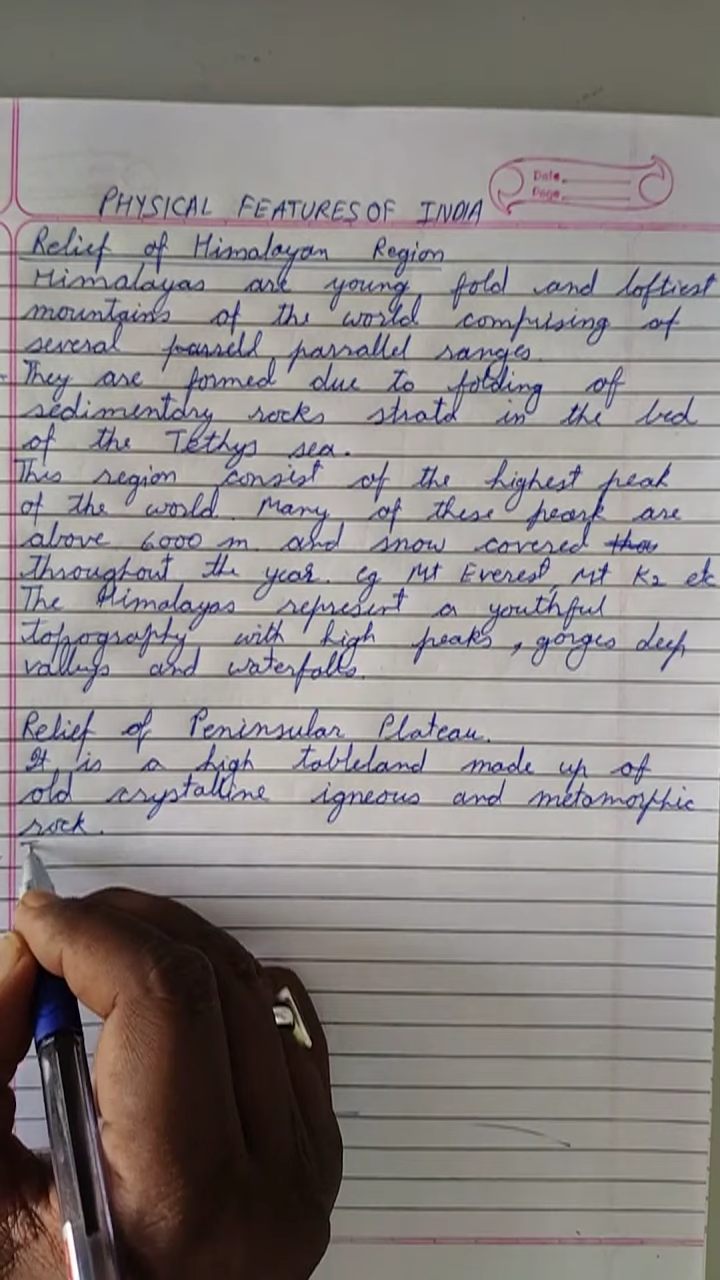 Date
Page
PHYSICAL FEATURES OF INDIA
Relief of Himalayan Region
Himalayas are young fold and loftiest
mountains of the world comprising of
several parrallel ranges.
They are formed due to folding of
sedimentary rocks strata in the bed
of the Tethys sea.
This region consist of the highest peak
of the world. Many of these peark are
above 6000 m. and snow covered
throughout the year. eg Mt Everest, Mt K2 etc
The Himalayas represent a youthful
topography with high peaks, gorges deep
valleys and waterfalls.
Relief of Peninsular Plateau.
It is a high tableland made up of
old crystalline igneous and metamorphic
rock.